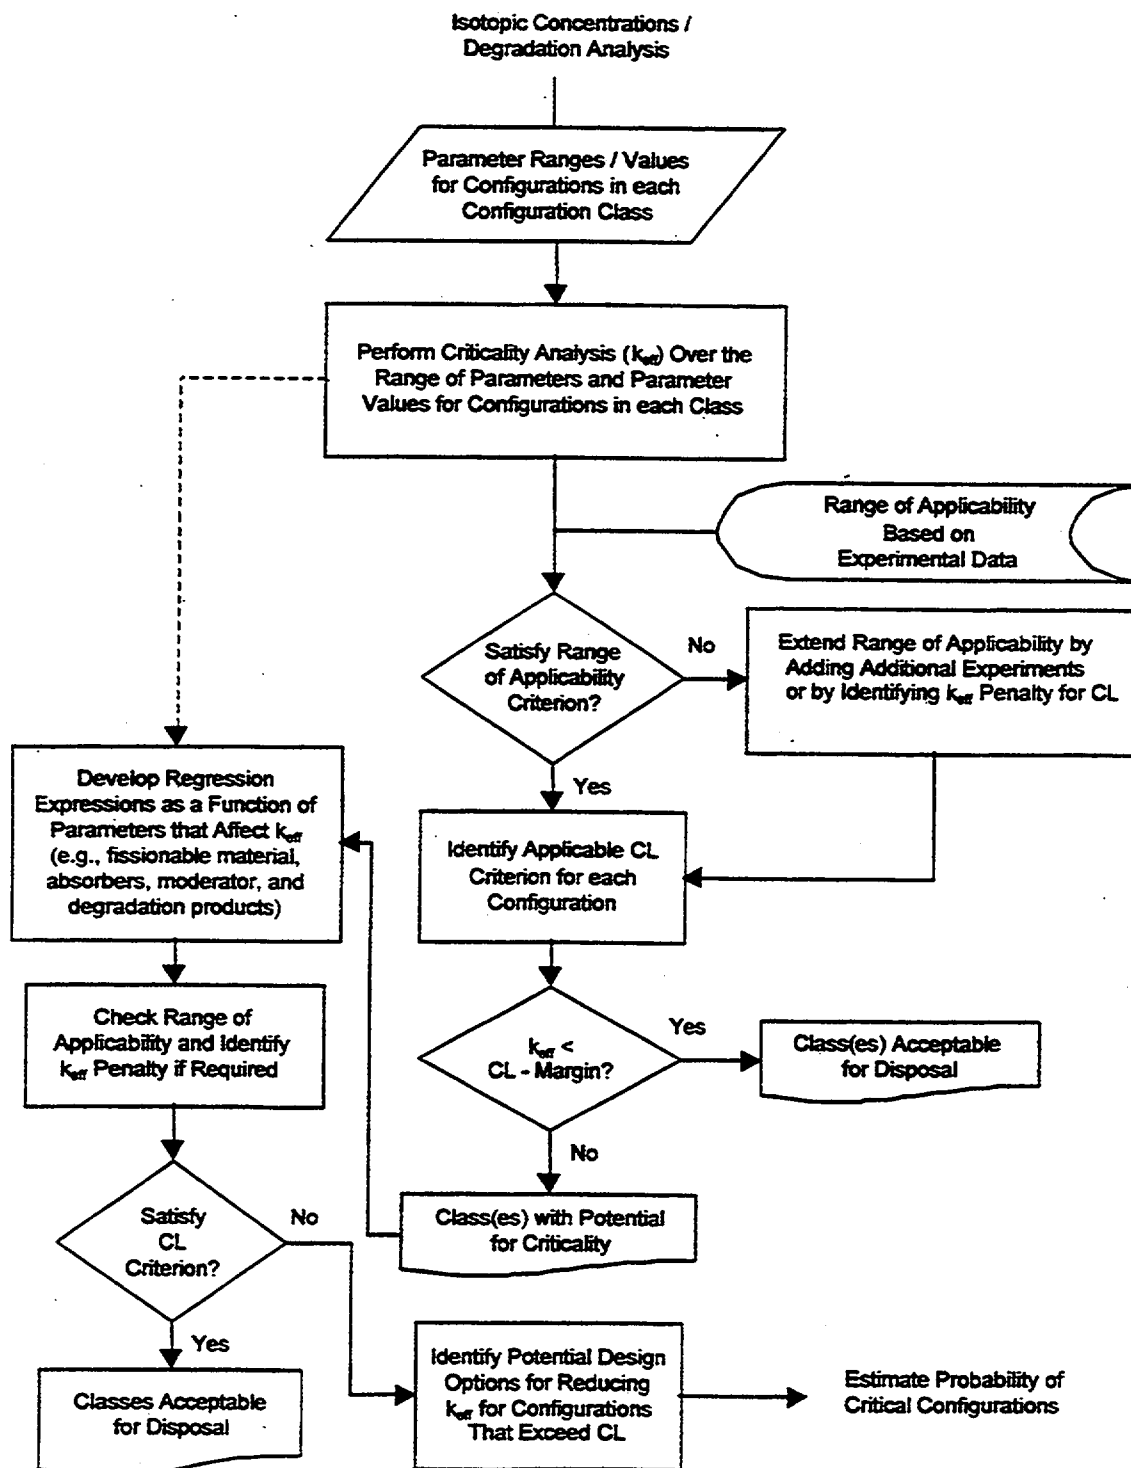 Isotopic Concentrations /
Degradation Analysis
Parameter Ranges / Values
for Configurations in each
Configuration Class
Perform Criticality Analysis (keff) Over the
Range of Parameters and Parameter
Values for Configurations in each Class
Range of Applicability
Based on
Experimental Data
Satisfy Range
of Applicability
Criterion?
No
Extend Range of Applicability by
Adding Additional Experiments
or by Identifying keff Penalty for CL
Yes
Develop Regression
Expressions as a Function of
Parameters that Affect keff
(e.g., fissionable material,
absorbers, moderator, and
degradation products)
Identify Applicable CL
Criterion for each
Configuration
Check Range of
Applicability and Identify
keff Penalty if Required
keff <
CL - Margin?
Yes
Class(es) Acceptable
for Disposal
No
Class(es) with Potential
for Criticality
Satisfy
CL
Criterion?
No
Yes
Classes Acceptable
for Disposal
Identify Potential Design
Options for Reducing
keff for Configurations
That Exceed CL
Estimate Probability of
Critical Configurations